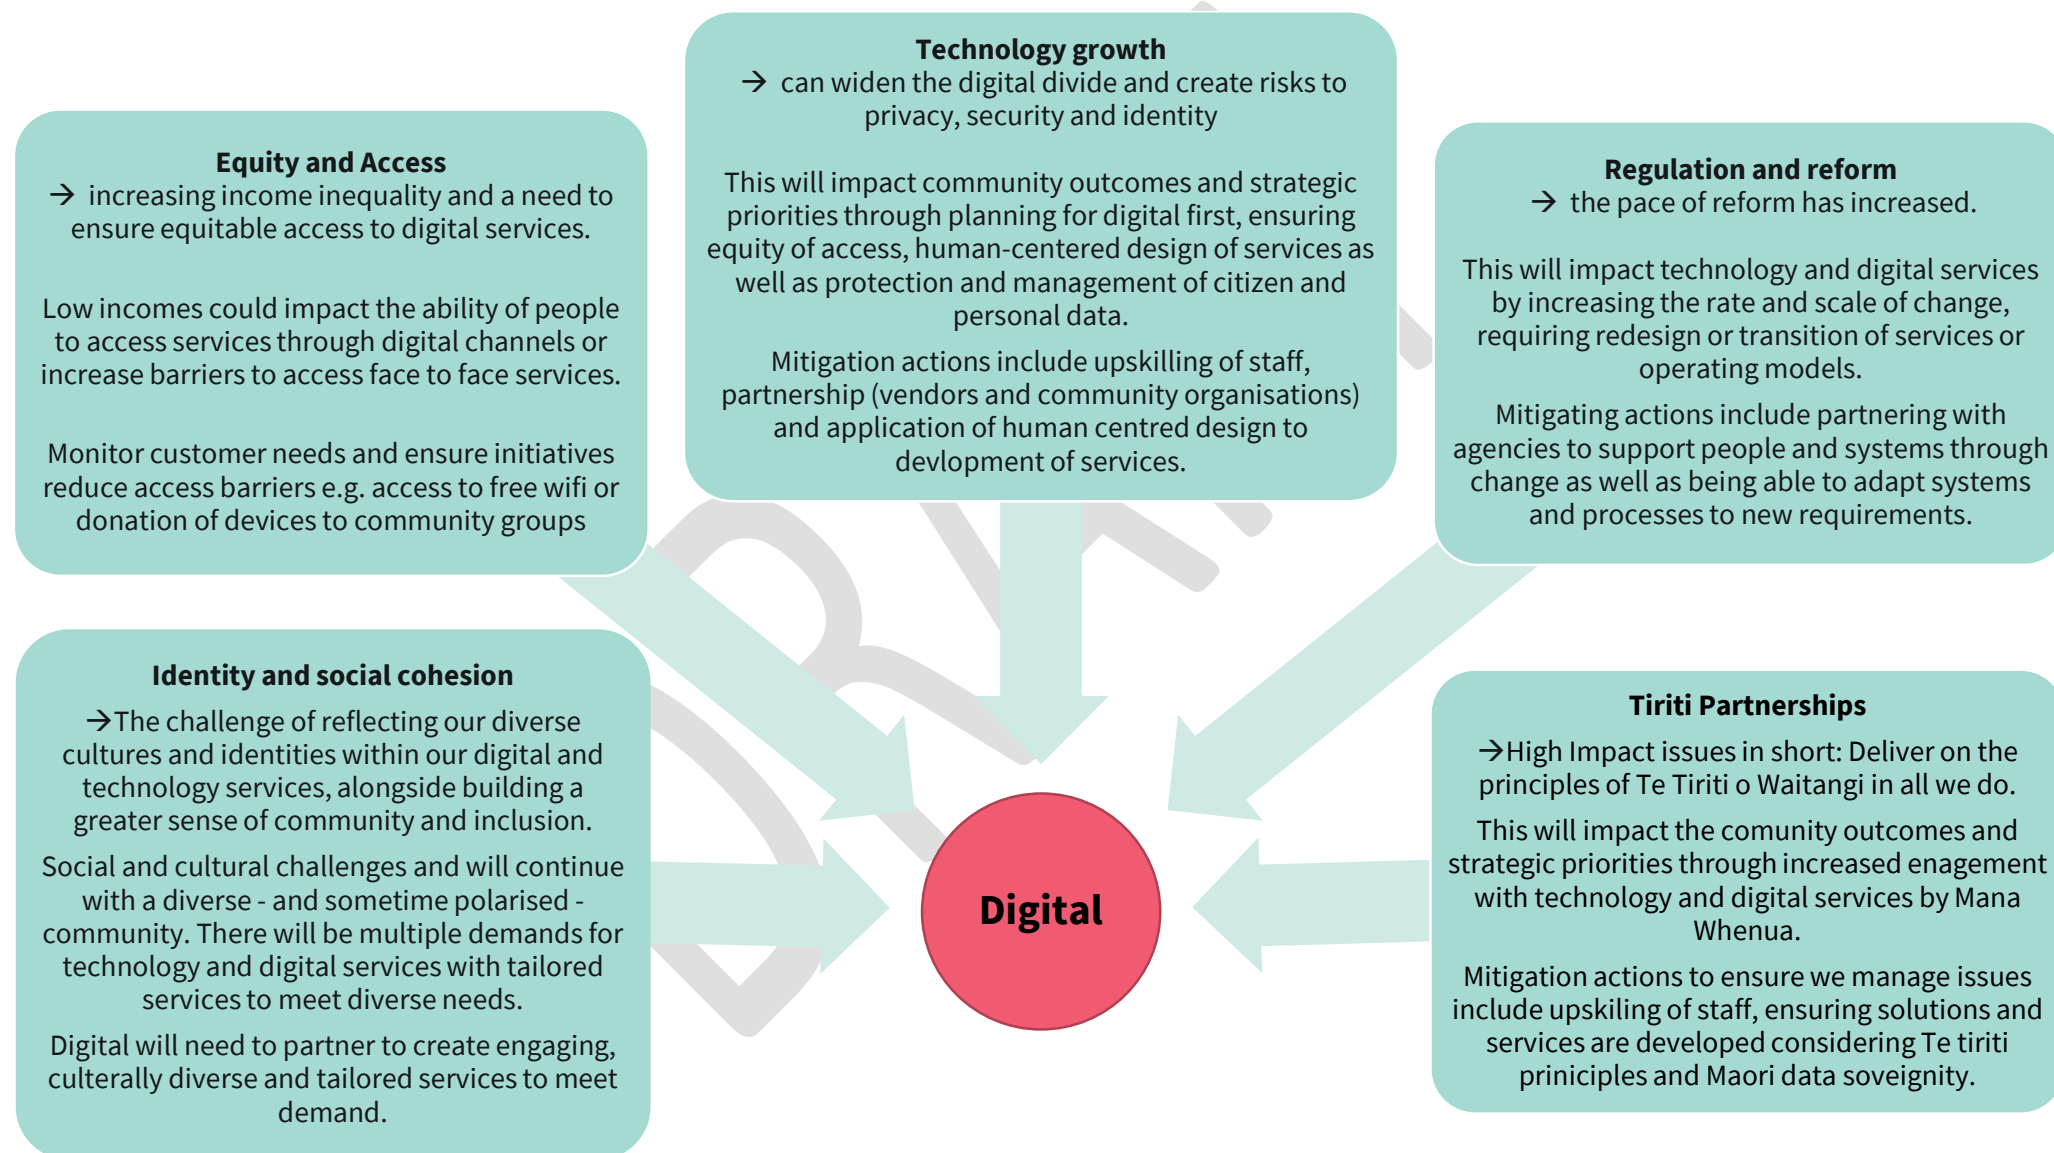 Technology growth
→ can widen the digital divide and create risks to
privacy, security and identity
This will impact community outcomes and strategic
priorities through planning for digital first, ensuring
equity of access, human-centered design of services as
well as protection and management of citizen and
personal data.
Mitigation actions include upskilling of staff,
partnership (vendors and community organisations)
and application of human centred design to
devlopment of services.
Equity and Access
→ increasing income inequality and a need to
ensure equitable access to digital services.
Low incomes could impact the ability of people
to access services through digital channels or
increase barriers to access face to face services.
Monitor customer needs and ensure initiatives
reduce access barriers e.g. access to free wifi or
donation of devices to community groups
Regulation and reform
→ the pace of reform has increased.
This will impact technology and digital services
by increasing the rate and scale of change,
requiring redesign or transition of services or
operating models.
Mitigating actions include partnering with
agencies to support people and systems through
change as well as being able to adapt systems
and processes to new requirements.
Identity and social cohesion
→The challenge of reflecting our diverse
cultures and identities within our digital and
technology services, alongside building a
greater sense of community and inclusion.
Social and cultural challenges and will continue
with a diverse - and sometime polarised -
community. There will be multiple demands for
technology and digital services with tailored
services to meet diverse needs.
Digital will need to partner to create engaging,
culterally diverse and tailored services to meet
demand.
Digital
Tiriti Partnerships
→High Impact issues in short: Deliver on the
principles of Te Tiriti o Waitangi in all we do.
This will impact the comunity outcomes and
strategic priorities through increased enagement
with technology and digital services by Mana
Whenua.
Mitigation actions to ensure we manage issues
include upskiling of staff, ensuring solutions and
services are developed considering Te tiriti
priniciples and Maori data soveignity.
DRAFT